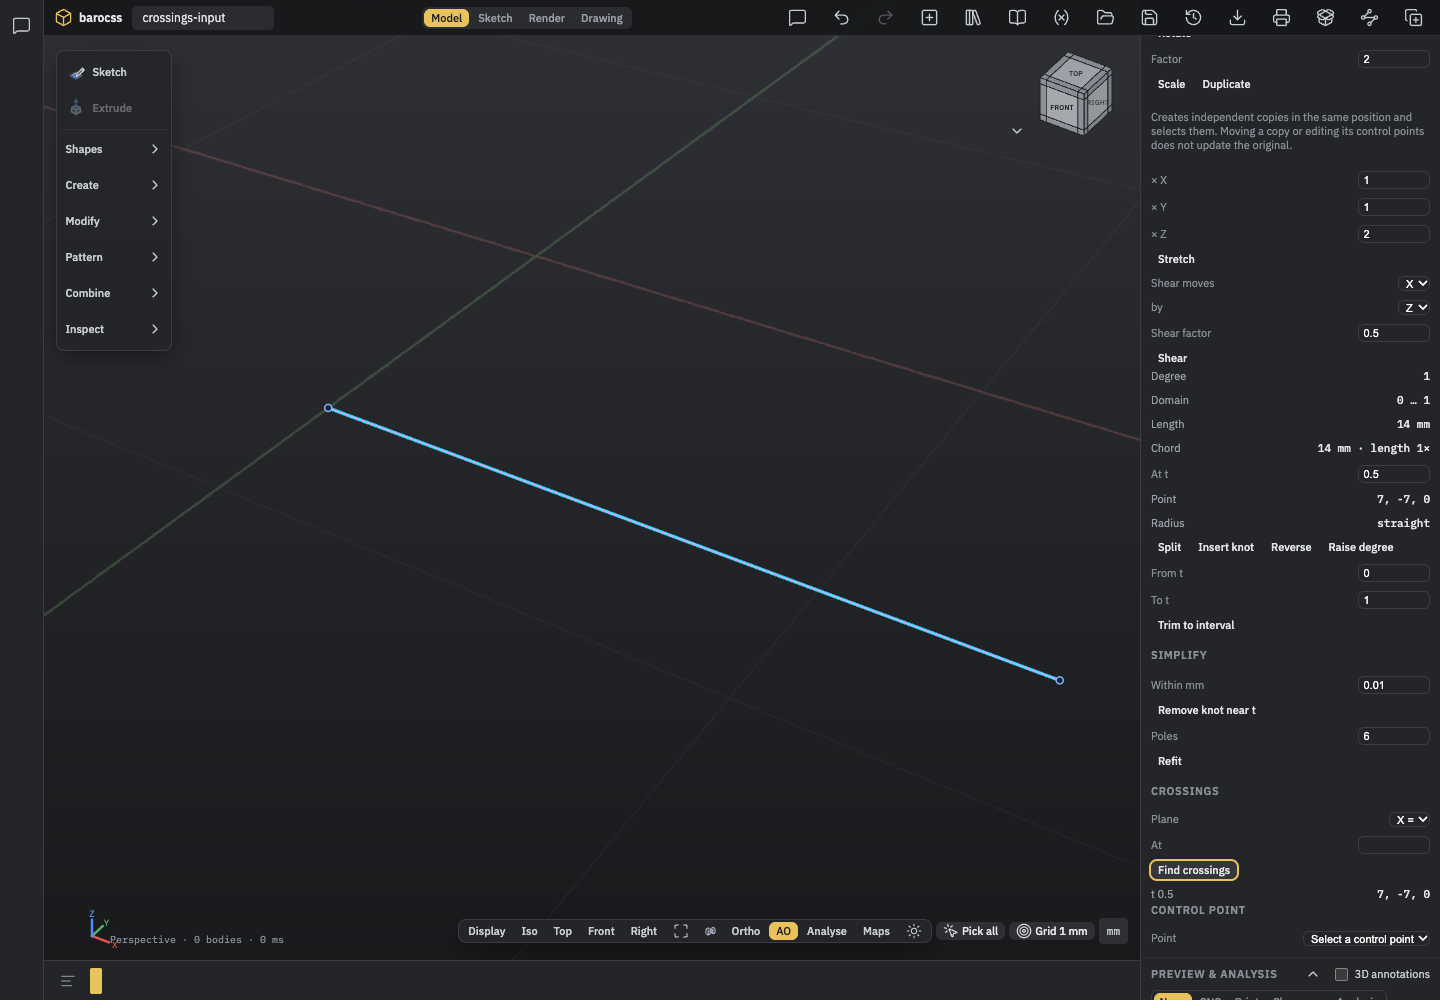 barocss
crossings-input
Model
Sketch
Render
Drawing
Sketch
Extrude
Shapes
Create
Modify
Pattern
Combine
Inspect
TOP
FRONT
RIGHT
Rotate
Factor
2
Scale Duplicate
Creates independent copies in the same position and
selects them. Moving a copy or editing its control points
does not update the original.
× X 1
× Y 1
× Z 2
Stretch
Shear moves X
by Z
Shear factor 0.5
Shear
Degree 1
Domain 0 … 1
Length 14 mm
Chord 14 mm · length 1×
At t 0.5
Point 7, -7, 0
Radius straight
Split Insert knot Reverse Raise degree
From t 0
To t 1
Trim to interval
SIMPLIFY
Within mm 0.01
Remove knot near t
Poles 6
Refit
CROSSINGS
Plane X =
At
Find crossings
t 0.5 7, -7, 0
CONTROL POINT
Point Select a control point
PREVIEW & ANALYSIS 3D annotations
Z
Y
X
Perspective · 0 bodies · 0 ms
Display Iso Top Front Right Ortho AO Analyse Maps Pick all Grid 1 mm mm